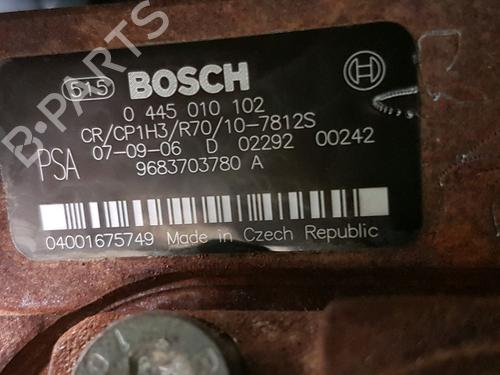 B-PARTS
515 BOSCH
0 445 010 102
CR/CP1H3/R70/10-7812S
PSA 07-09-06 D 02292 00242
9683703780 A
04001675749 Made in Czech Republic